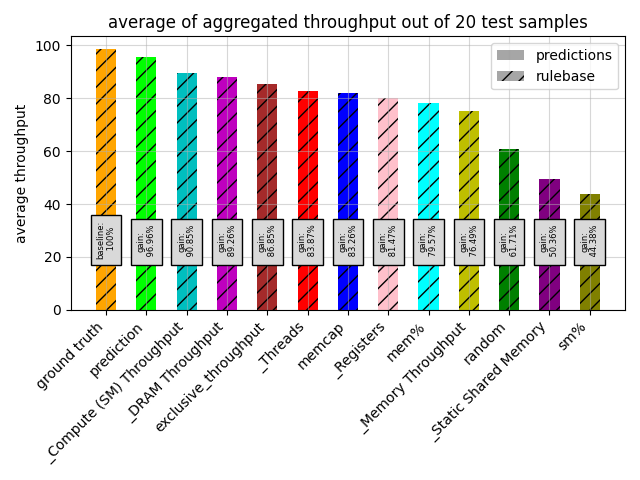 average of aggregated throughput out of 20 test samples
predictions
rulebase
average throughput
100
80
60
40
20
0
baseline:
100%
gain:
96.96%
gain:
90.85%
gain:
89.26%
gain:
86.85%
gain:
83.87%
gain:
83.26%
gain:
81.47%
gain:
79.57%
gain:
76.49%
gain:
61.71%
gain:
50.36%
gain:
44.38%
ground truth
prediction
_Compute (SM) Throughput
_DRAM Throughput
exclusive_throughput
_Threads
memcap
_Registers
mem%
_Memory Throughput
random
_Static Shared Memory
sm%